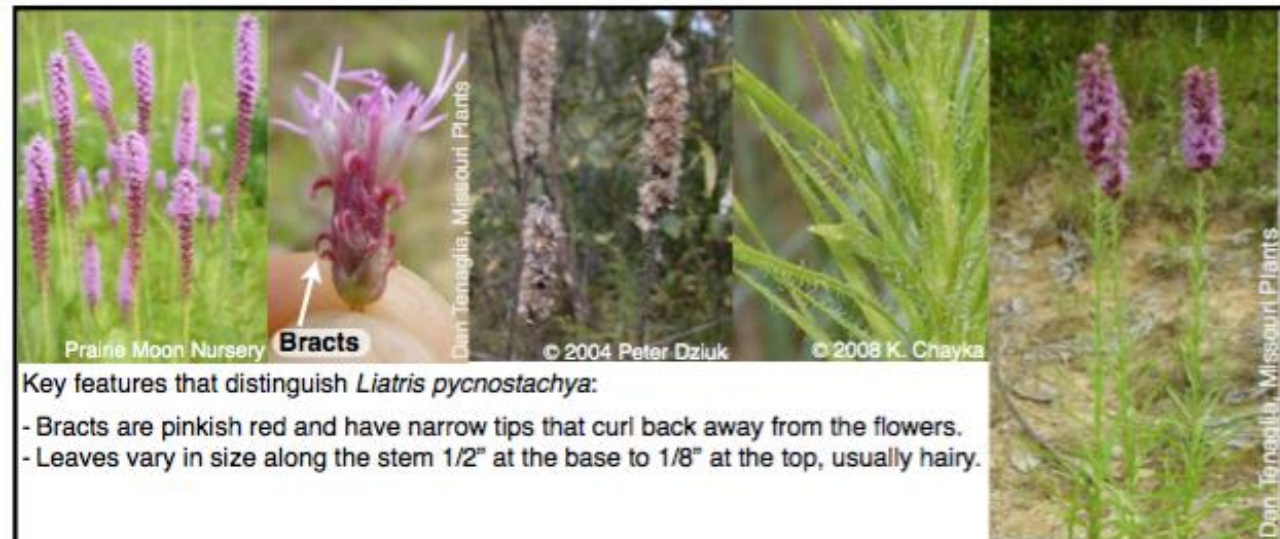 Prairie Moon Nursery
Bracts
Dan Tenaglia, Missouri Plants
© 2004 Peter Dziuk
© 2008 K. Chayka
Dan Tenaglia, Missouri Plants
Key features that distinguish Liatris pycnostachya:
- Bracts are pinkish red and have narrow tips that curl back away from the flowers.
- Leaves vary in size along the stem 1/2" at the base to 1/8" at the top, usually hairy.